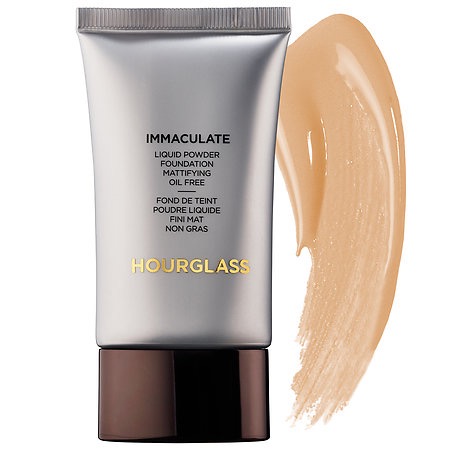 IMMACULATE
LIQUID POWDER
FOUNDATION
MATTIFYING
OIL FREE
FOND DE TEINT
POUDRE LIQUIDE
FINI MAT
NON GRAS
HOURGLASS